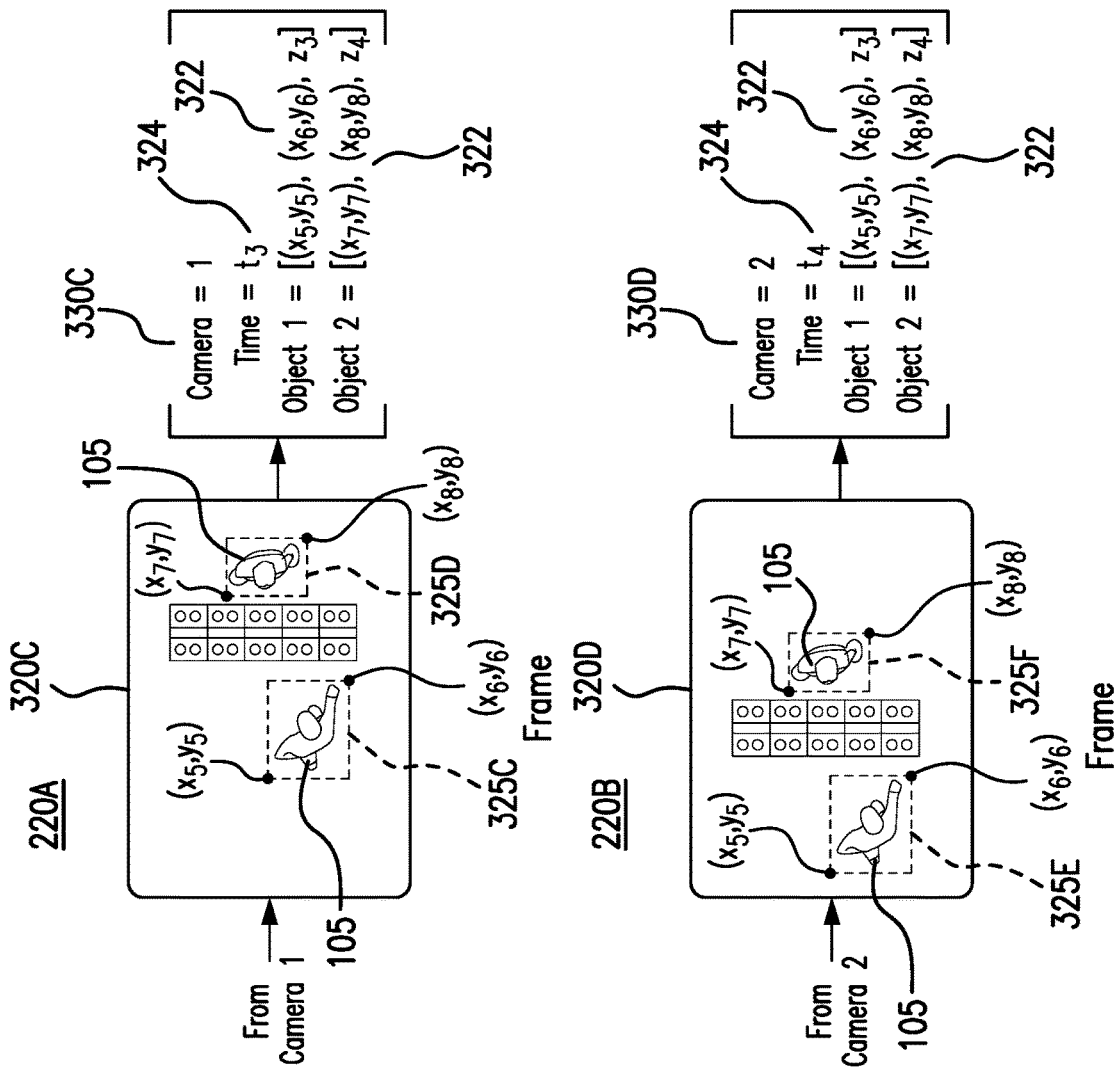 220A
320C
From
Camera 1
105
(x5,y5)
(x6,y6)
325C
(x7,y7)
(x8,y8)
105
325D
Frame
330C
324
322
Camera = 1
Time = t3
Object 1 = [(x5,y5), (x6,y6), z3]
Object 2 = [(x7,y7), (x8,y8), z4]
322
220B
320D
From
Camera 2
105
(x5,y5)
(x6,y6)
325E
(x7,y7)
(x8,y8)
105
325F
Frame
330D
324
322
Camera = 2
Time = t4
Object 1 = [(x5,y5), (x6,y6), z3]
Object 2 = [(x7,y7), (x8,y8), z4]
322